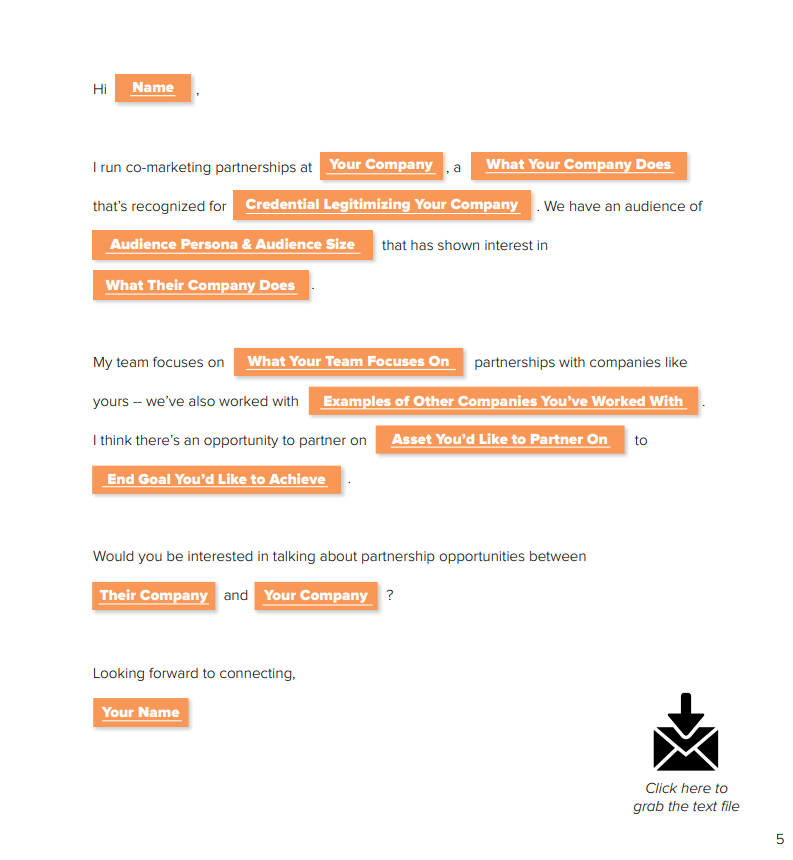 Hi Name ,
I run co-marketing partnerships at Your Company , a What Your Company Does
that’s recognized for Credential Legitimizing Your Company . We have an audience of
Audience Persona & Audience Size that has shown interest in
What Their Company Does .
My team focuses on What Your Team Focuses On partnerships with companies like
yours -- we’ve also worked with Examples of Other Companies You’ve Worked With .
I think there’s an opportunity to partner on Asset You’d Like to Partner On to
End Goal You’d Like to Achieve .
Would you be interested in talking about partnership opportunities between
Their Company and Your Company ?
Looking forward to connecting,
Your Name
Click here to
grab the text file
5